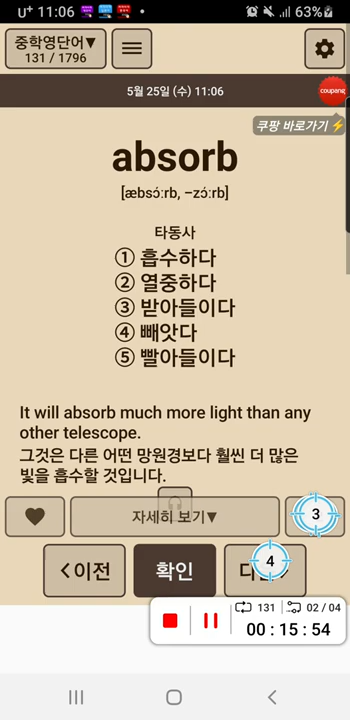 U+ 11:06 63%
중학영단어▼
131 / 1796
5월 25일 (수) 11:06
coupang
쿠팡 바로가기⚡
absorb
[æbsɔ́:rb, –zɔ́:rb]
타동사
① 흡수하다
② 열중하다
③ 받아들이다
④ 빼앗다
⑤ 빨아들이다
It will absorb much more light than any
other telescope.
그것은 다른 어떤 망원경보다 훨씬 더 많은
빛을 흡수할 것입니다.
자세히 보기▼
3
<이전
확인
4
131 02 / 04
00 : 15 : 54